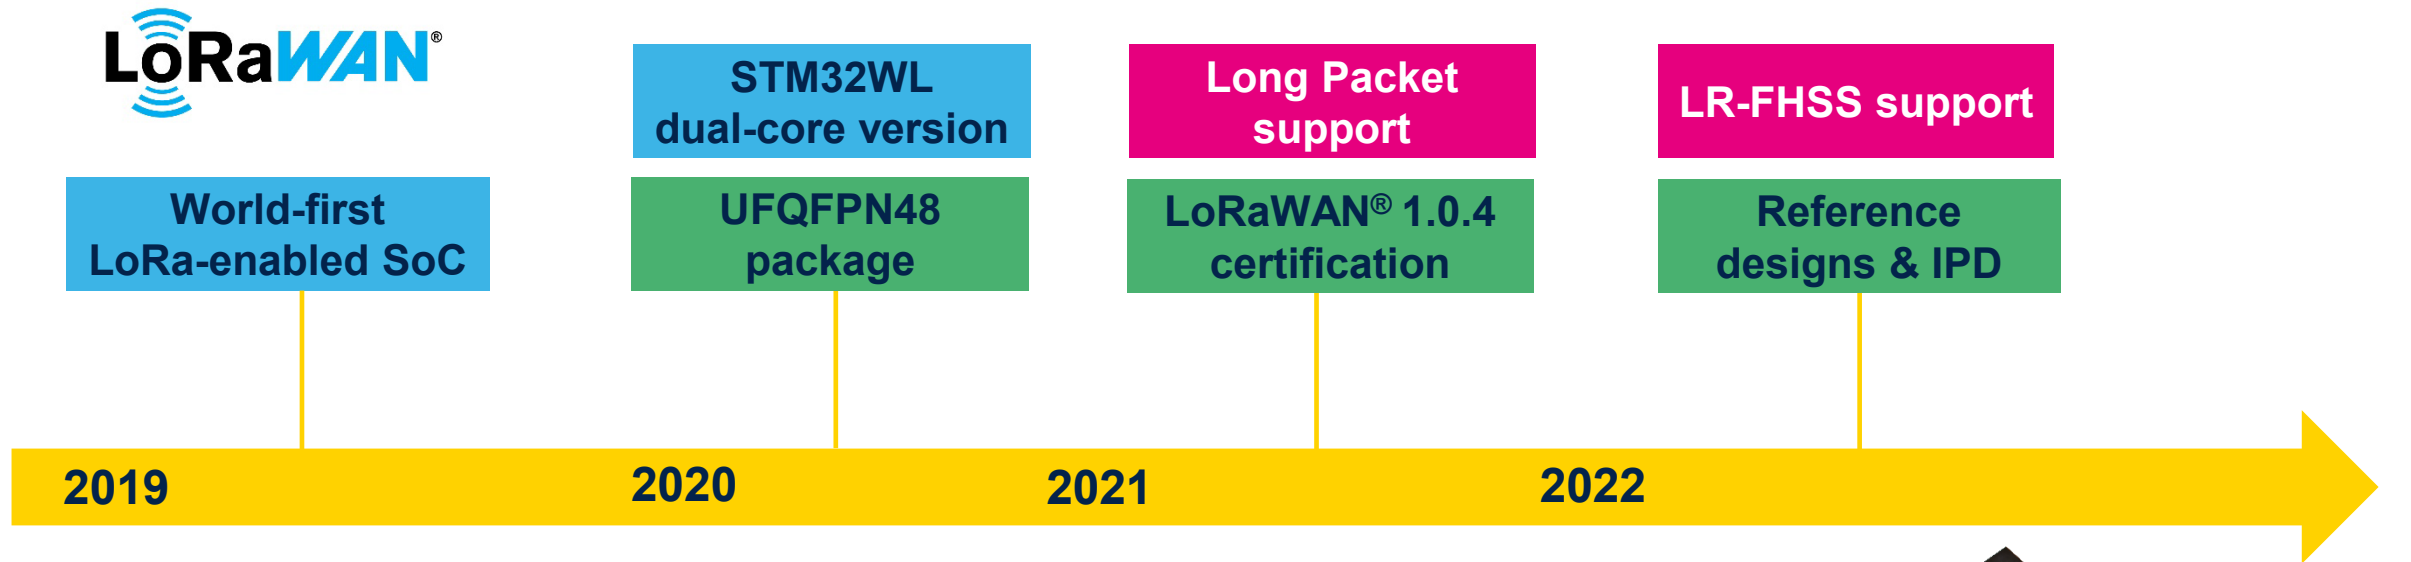 LoRaWAN®
STM32WL
dual-core version
Long Packet
support
LR-FHSS support
World-first
LoRa-enabled SoC
UFQFPN48
package
LoRaWAN® 1.0.4
certification
Reference
designs & IPD
2019
2020
2021
2022